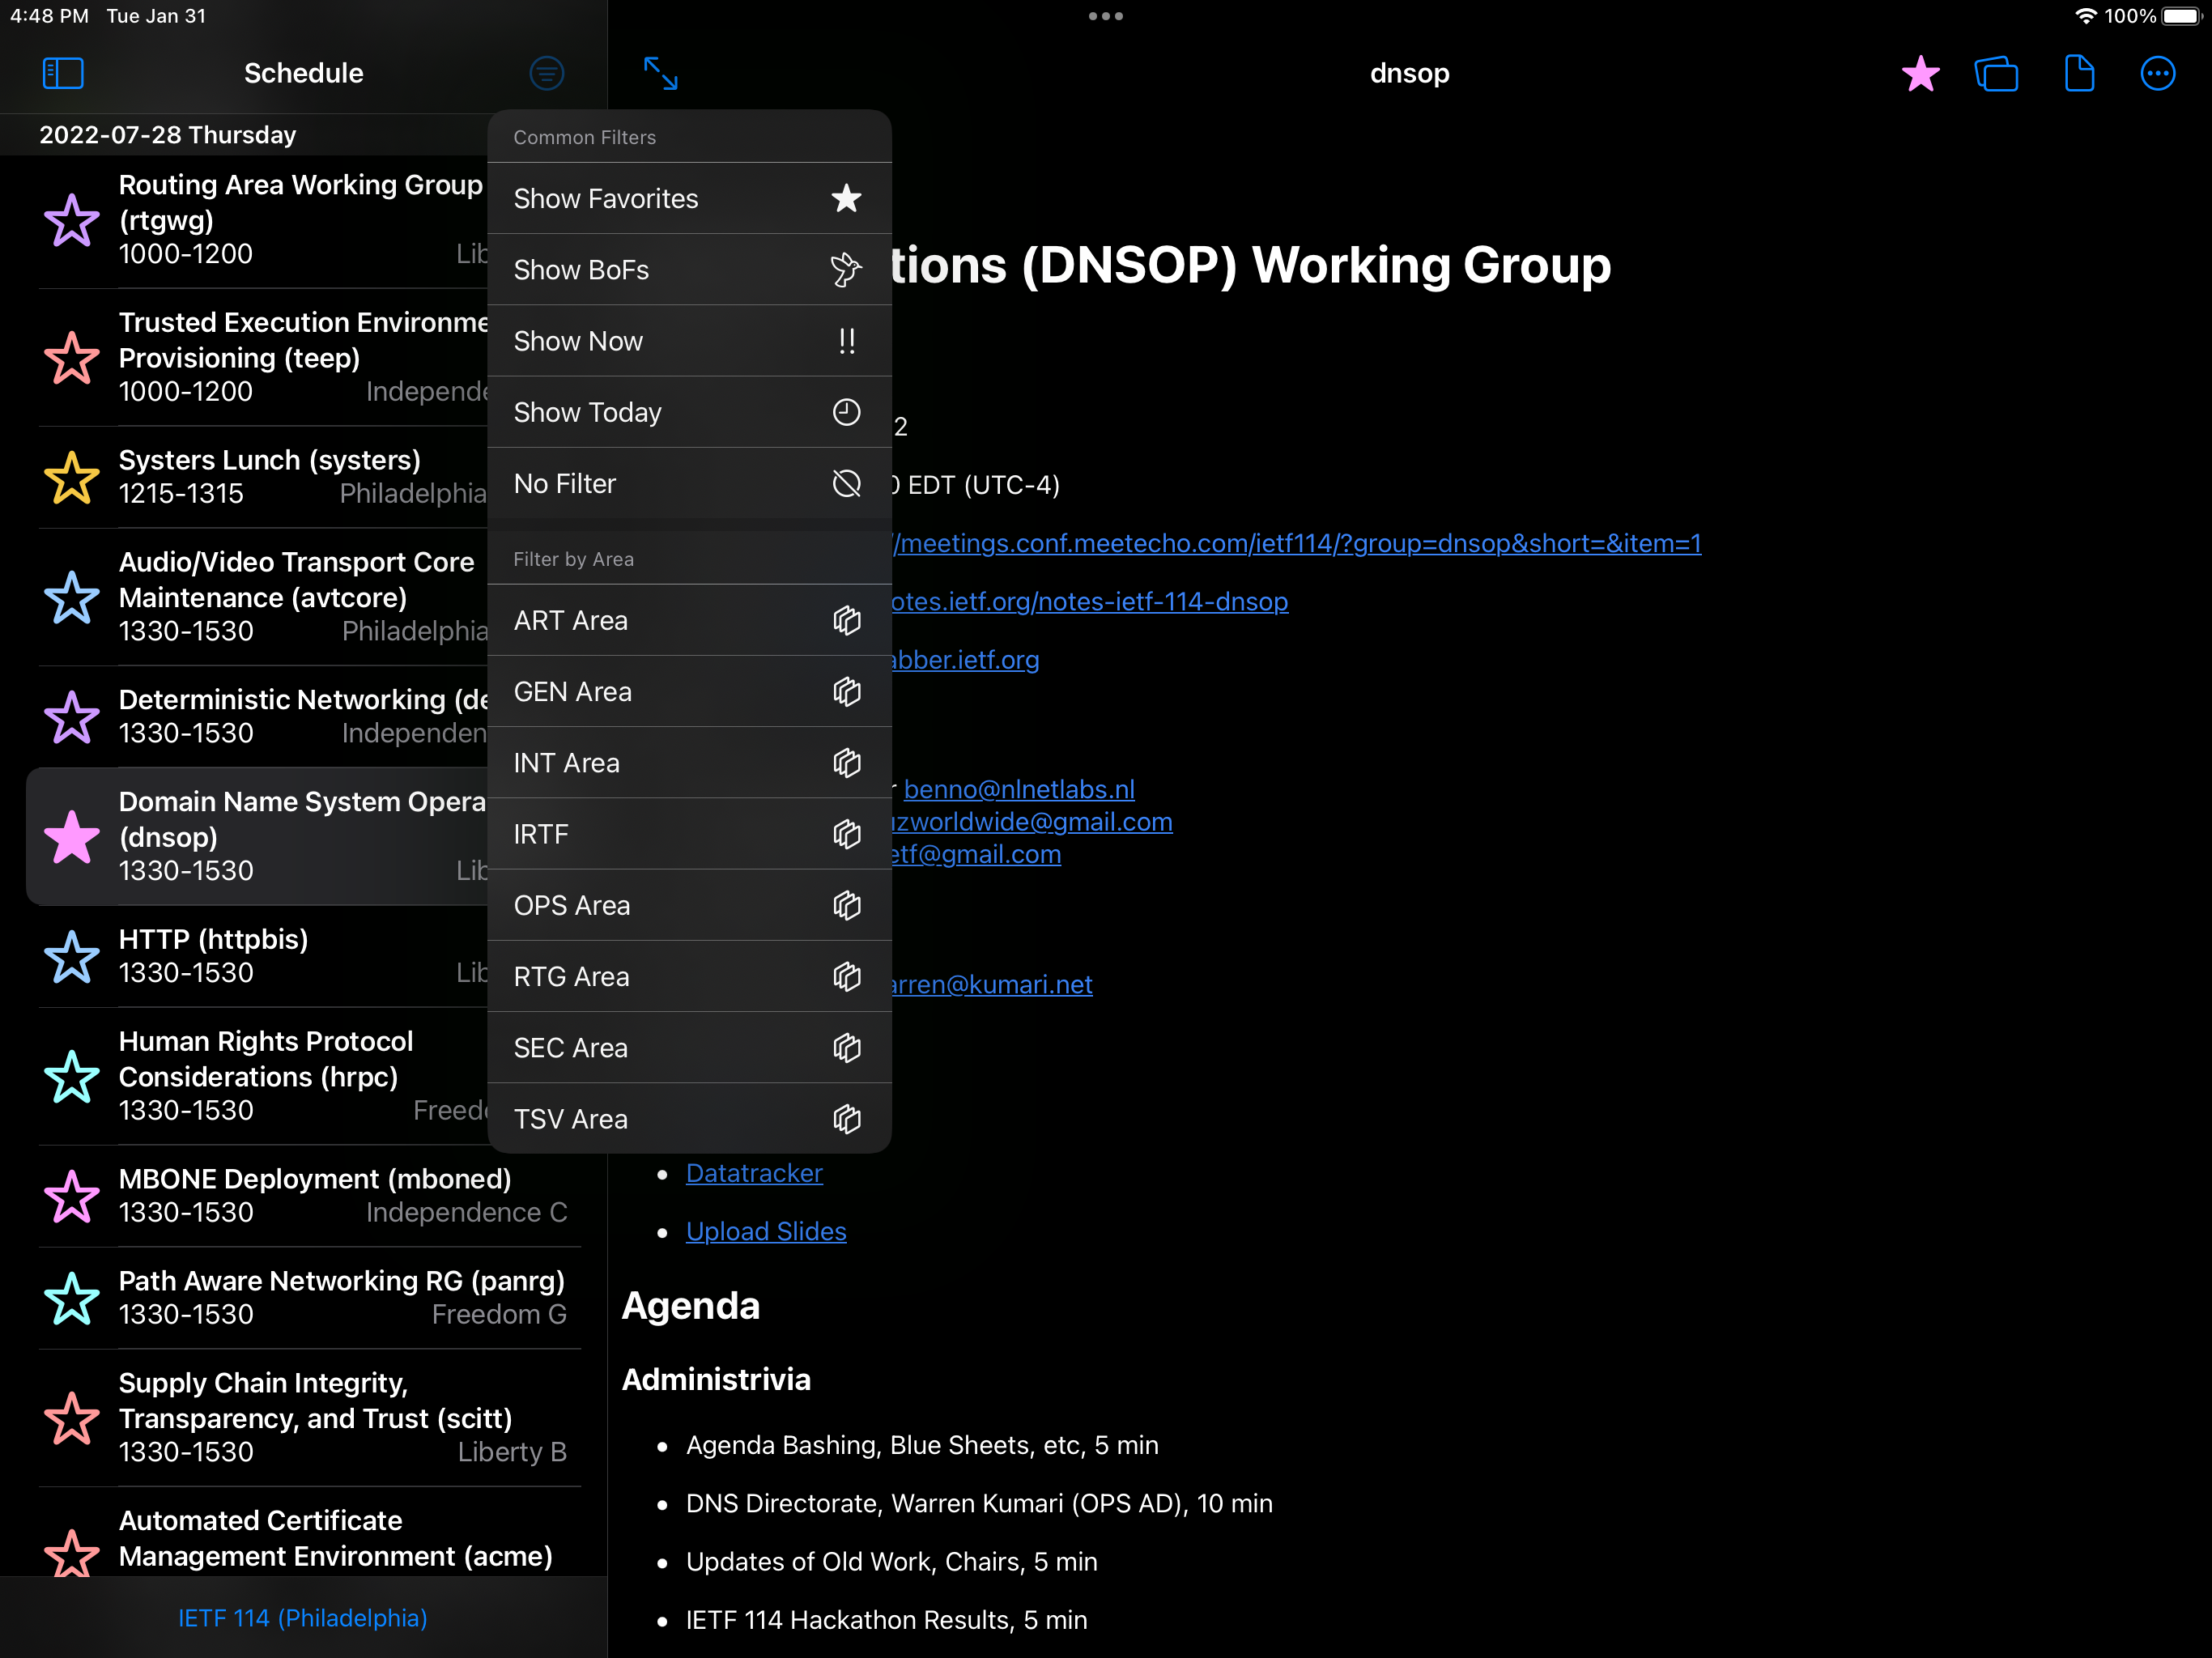 4:48 PM Tue Jan 31
100%
Schedule
dnsop
2022-07-28 Thursday
Routing Area Working Group
(rtgwg)
1000-1200
Trusted Execution
Provisioning (teep)
1000-1200
Systers Lunch (systers)
1215-1315 Philadelphia
Audio/Video Transport Core
Maintenance (avtcore)
1330-1530 Philadelphia
Deterministic Networking
1330-1530
Domain Name System
(dnsop)
1330-1530
HTTP (httpbis)
1330-1530
Human Rights Protocol
Considerations (hrpc)
1330-1530
MBONE Deployment (mboned)
1330-1530 Independence C
Path Aware Networking RG (panrg)
1330-1530 Freedom G
Supply Chain Integrity,
Transparency, and Trust (scitt)
1330-1530 Liberty B
Automated Certificate
Management Environment (acme)
IETF 114 (Philadelphia)
Common Filters
Show Favorites
Show BoFs
Show Now !!
Show Today
No Filter
Filter by Area
ART Area
GEN Area
INT Area
IRTF
OPS Area
RTG Area
SEC Area
TSV Area
tions (DNSOP) Working Group
2
EDT (UTC-4)
/meetings.conf.meetecho.com/ietf114/?group=dnsop&short=&item=1
otes.ietf.org/notes-ietf-114-dnsop
abber.ietf.org
r benno@nlnetlabs.nl
zworldwide@gmail.com
etf@gmail.com
arren@kumari.net
• Datatracker
• Upload Slides
Agenda
Administrivia
• Agenda Bashing, Blue Sheets, etc, 5 min
• DNS Directorate, Warren Kumari (OPS AD), 10 min
• Updates of Old Work, Chairs, 5 min
• IETF 114 Hackathon Results, 5 min